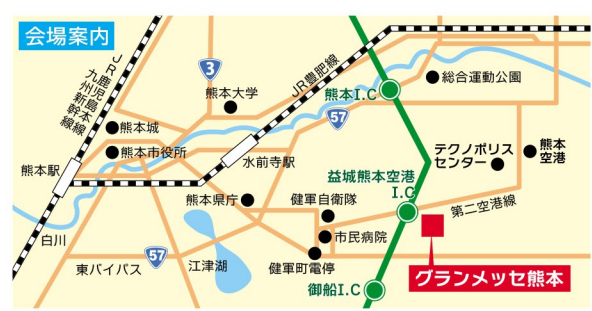 会場案内
JR鹿児島本線
九州新幹線
3
熊本大学
JR豊肥線
熊本I.C
総合運動公園
57
熊本城
熊本市役所
熊本駅
水前寺駅
益城熊本空港
I.C
テクノポリス
センター
熊本
空港
熊本県庁
健軍自衛隊
第二空港線
白川
市民病院
57
東バイパス
江津湖
健軍町電停
グランメッセ熊本
御船I.C